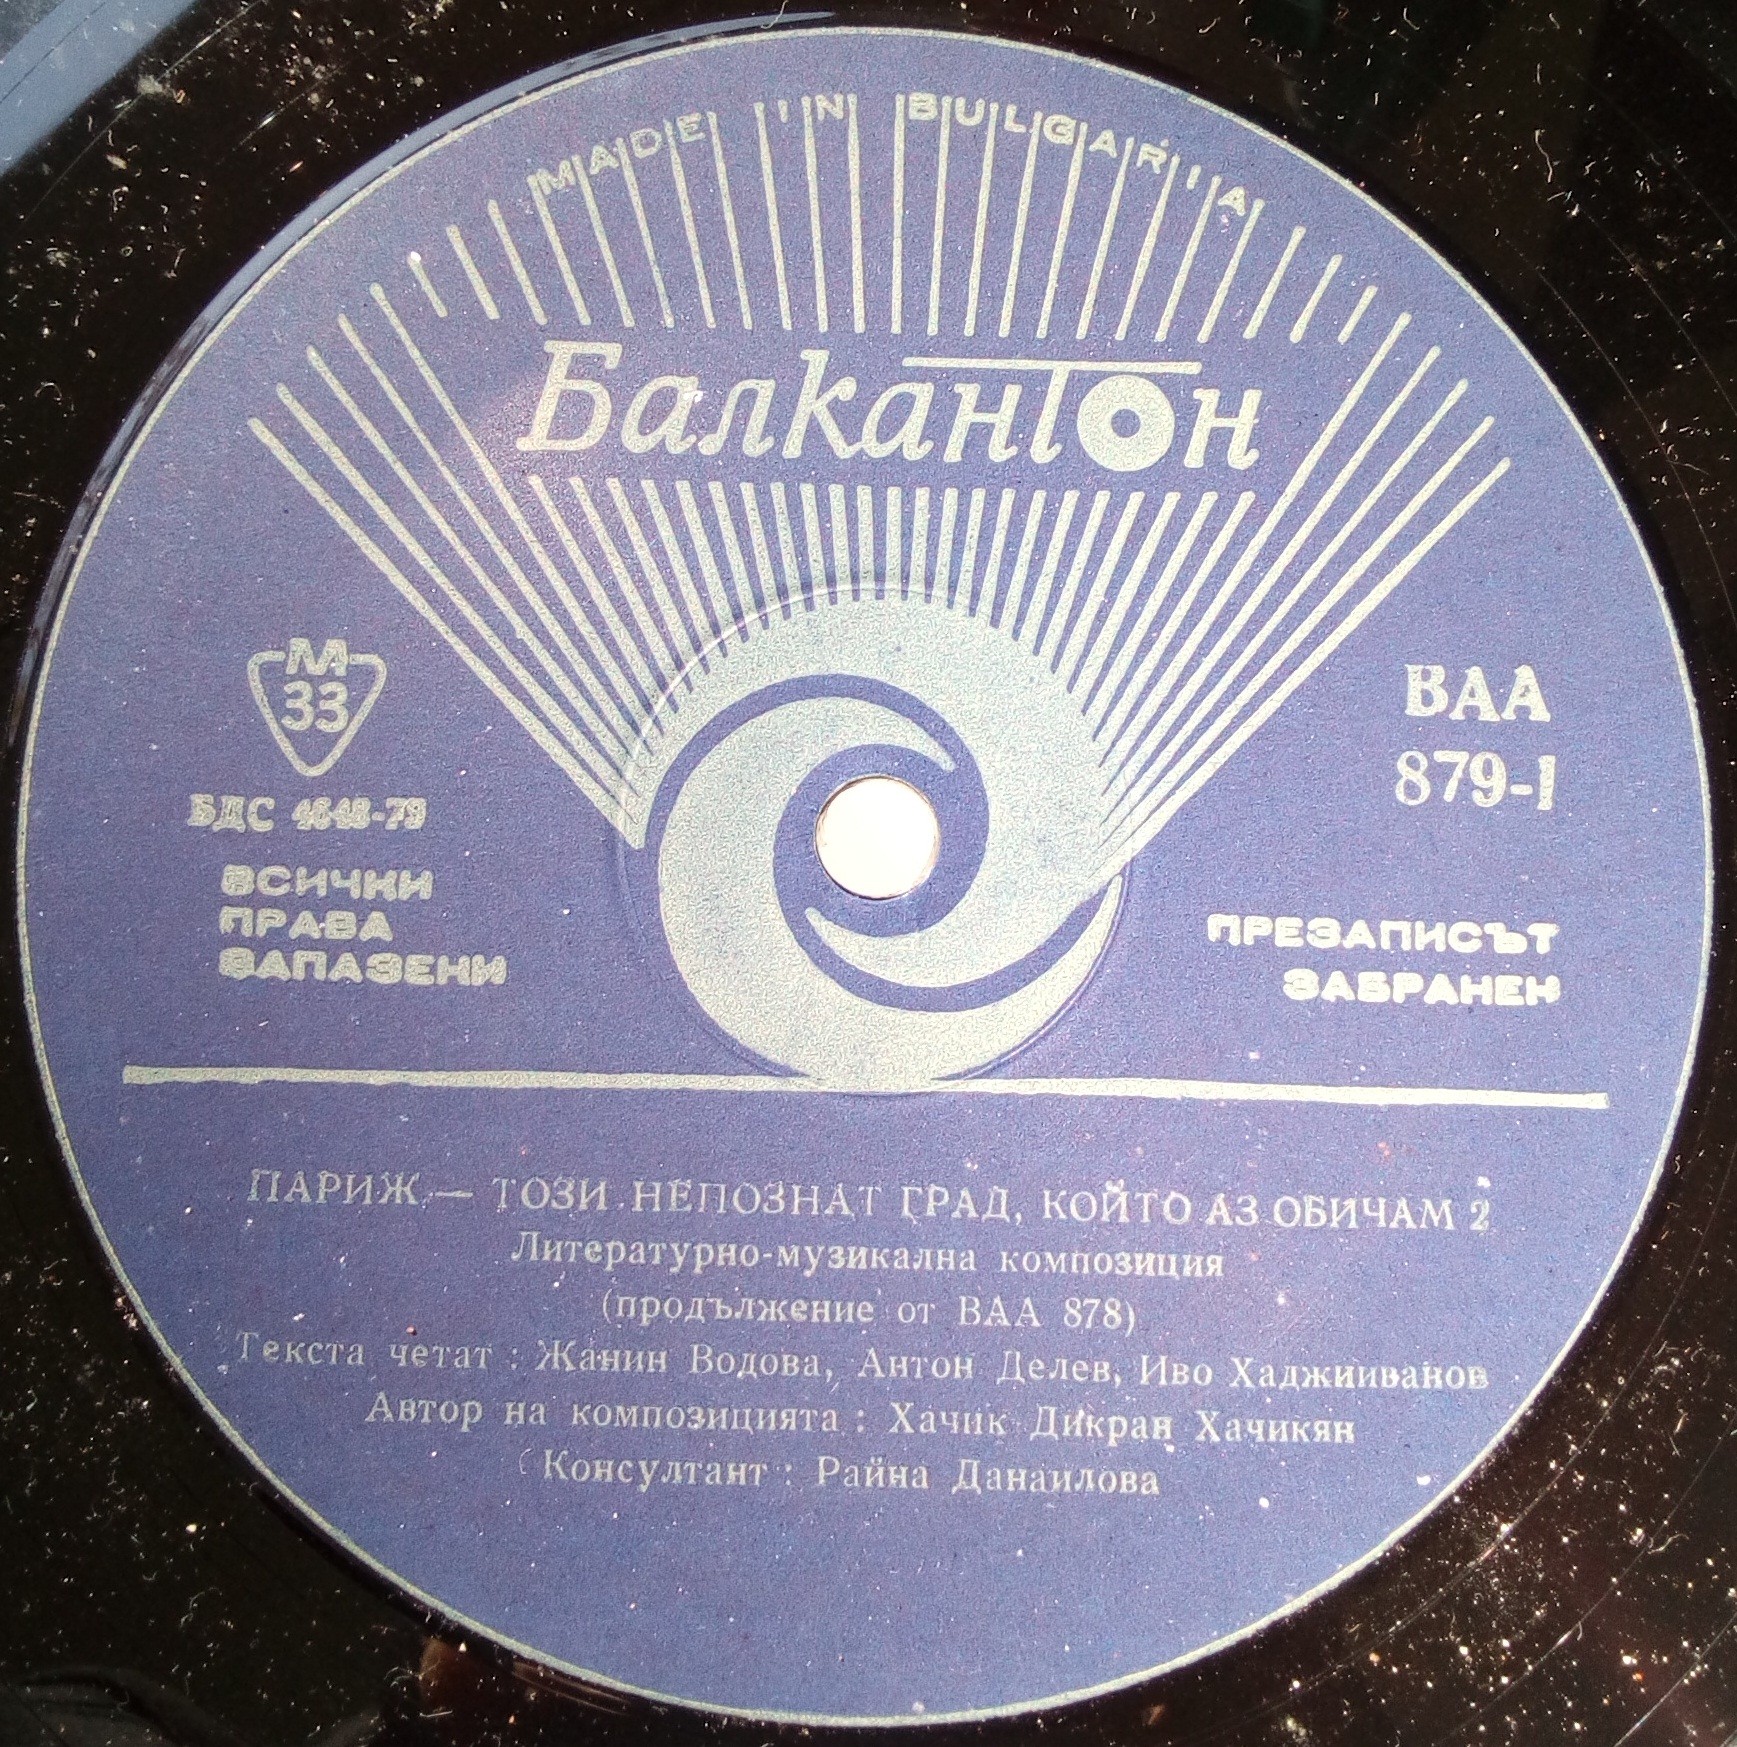 MADE IN BULGARIA
Балкантон
М
33
БДС 4648-79
ВСИЧКИ
ПРАВА
ЗАПАЗЕНИ
ВАА
879-I
ПРЕЗАПИСЪТ
ЗАБРАНЕН
ПАРИЖ — ТОЗИ НЕПОЗНАТ ГРАД, КОЙТО АЗ ОБИЧАМ 2
Литературно-музикална композиция
(продължение от ВАА 878)
Текста четат : Жанин Водова, Антон Делев, Иво Хаджииванов
Автор на композицията : Хачик Дикран Хачикян
Консултант : Райна Данаилова